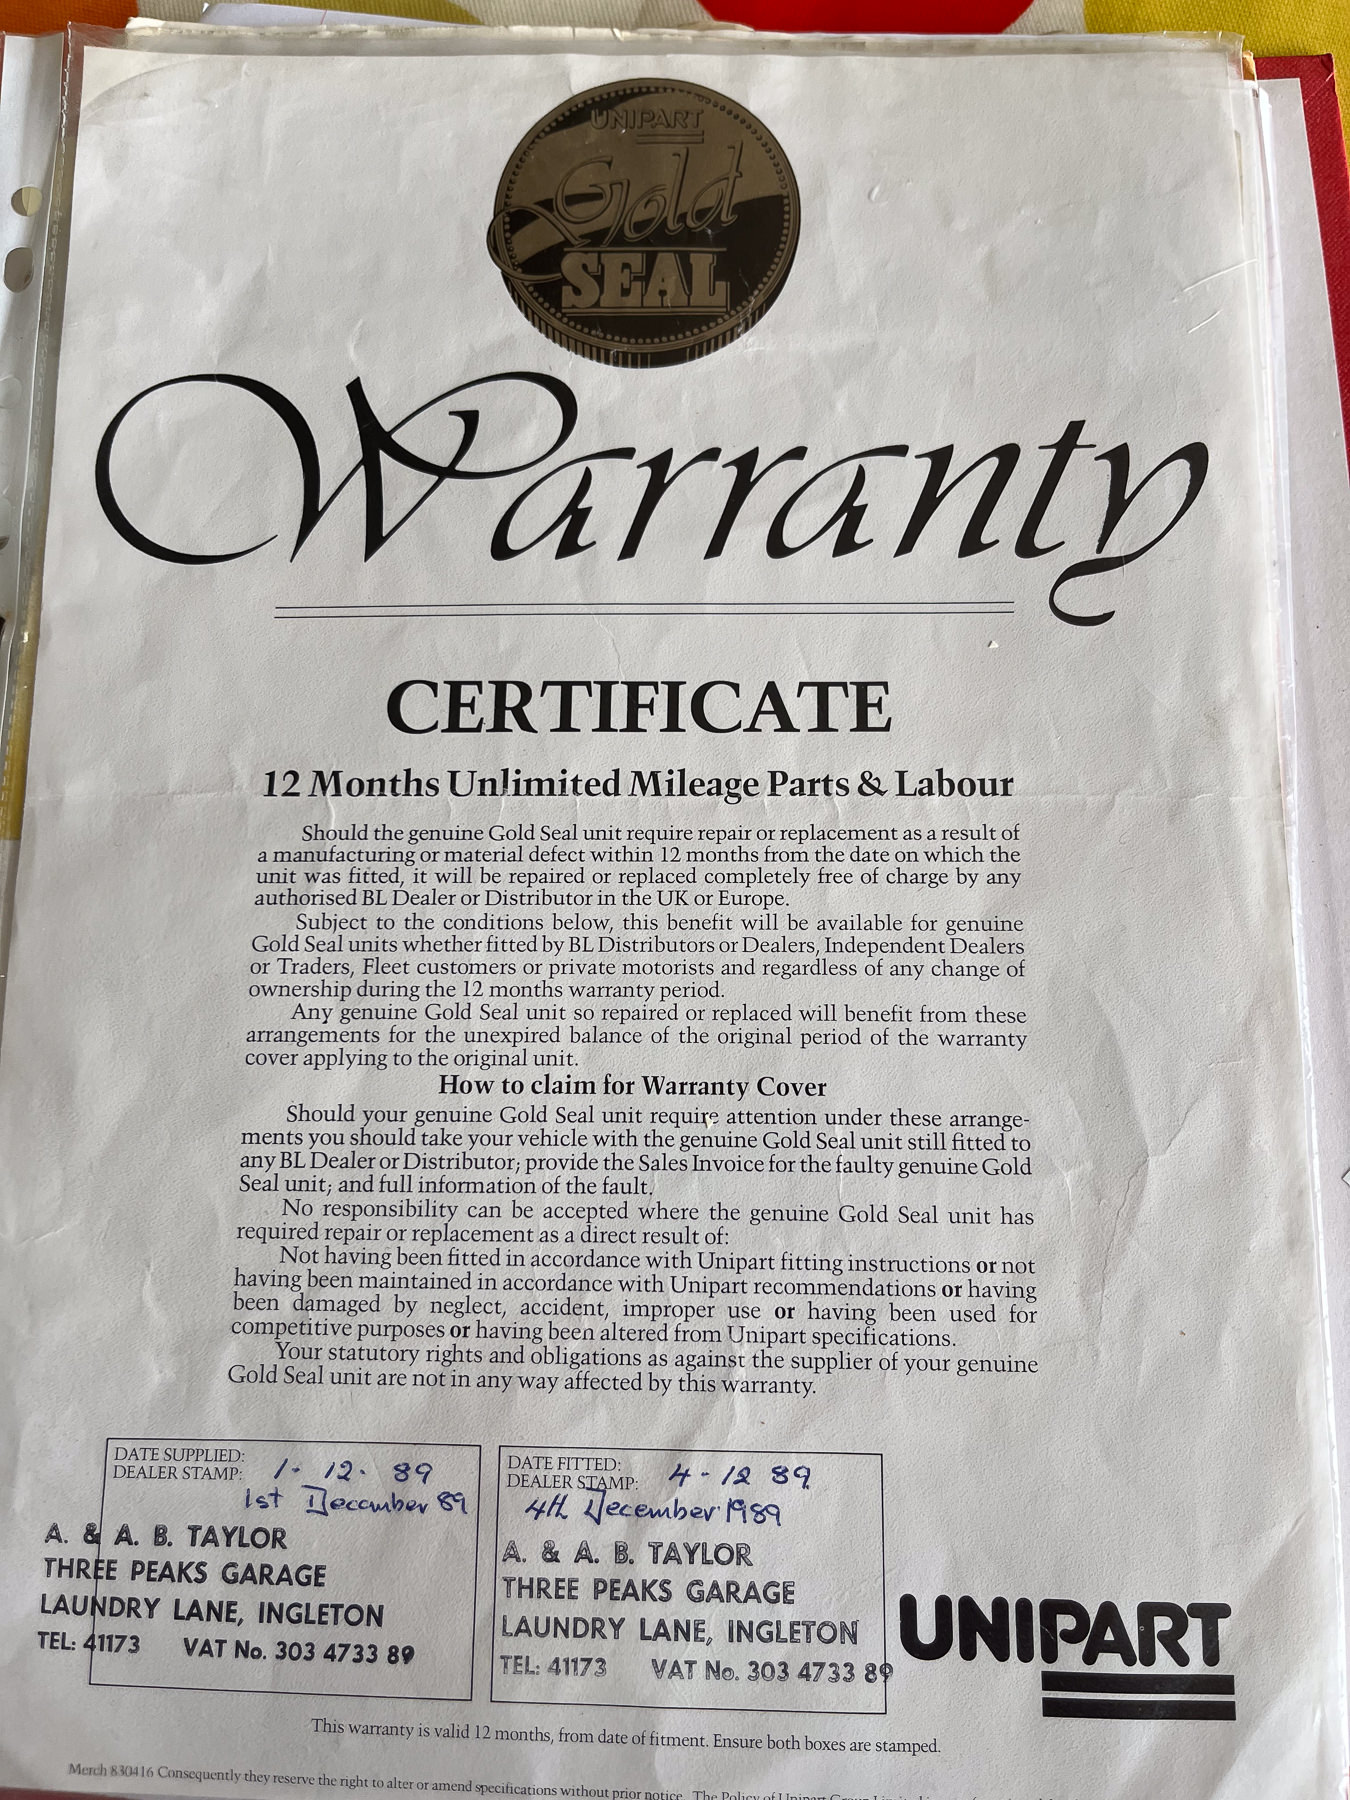 UNIPART
Gold
SEAL
Warranty
CERTIFICATE
12 Months Unlimited Mileage Parts & Labour
Should the genuine Gold Seal unit require repair or replacement as a result of
a manufacturing or material defect within 12 months from the date on which the
unit was fitted, it will be repaired or replaced completely free of charge by any
authorised BL Dealer or Distributor in the UK or Europe.
Subject to the conditions below, this benefit will be available for genuine
Gold Seal units whether fitted by BL Distributors or Dealers, Independent Dealers
or Traders, Fleet customers or private motorists and regardless of any change of
ownership during the 12 months warranty period.
Any genuine Gold Seal unit so repaired or replaced will benefit from these
arrangements for the unexpired balance of the original period of the warranty
cover applying to the original unit.
How to claim for Warranty Cover
Should your genuine Gold Seal unit require attention under these arrange-
ments you should take your vehicle with the genuine Gold Seal unit still fitted to
any BL Dealer or Distributor; provide the Sales Invoice for the faulty genuine Gold
Seal unit; and full information of the fault.
No responsibility can be accepted where the genuine Gold Seal unit has
required repair or replacement as a direct result of:
Not having been fitted in accordance with Unipart fitting instructions or not
having been maintained in accordance with Unipart recommendations or having
been damaged by neglect, accident, improper use or having been used for
competitive purposes or having been altered from Unipart specifications.
Your statutory rights and obligations as against the supplier of your genuine
Gold Seal unit are not in any way affected by this warranty.
DATE SUPPLIED:
DEALER STAMP: 1 - 12 - 89
1st December 89
A. & A. B. TAYLOR
THREE PEAKS GARAGE
LAUNDRY LANE, INGLETON
TEL: 41173 VAT No. 303 4733 89
DATE FITTED:
DEALER STAMP: 4 - 12 89
4th December 1989
A. & A. B. TAYLOR
THREE PEAKS GARAGE
LAUNDRY LANE, INGLETON
TEL: 41173 VAT No. 303 4733 89
UNIPART
This warranty is valid 12 months, from date of fitment. Ensure both boxes are stamped.
Merch 830416 Consequently they reserve the right to alter or amend specifications without prior notice. The Policy of Unipart Group Limited